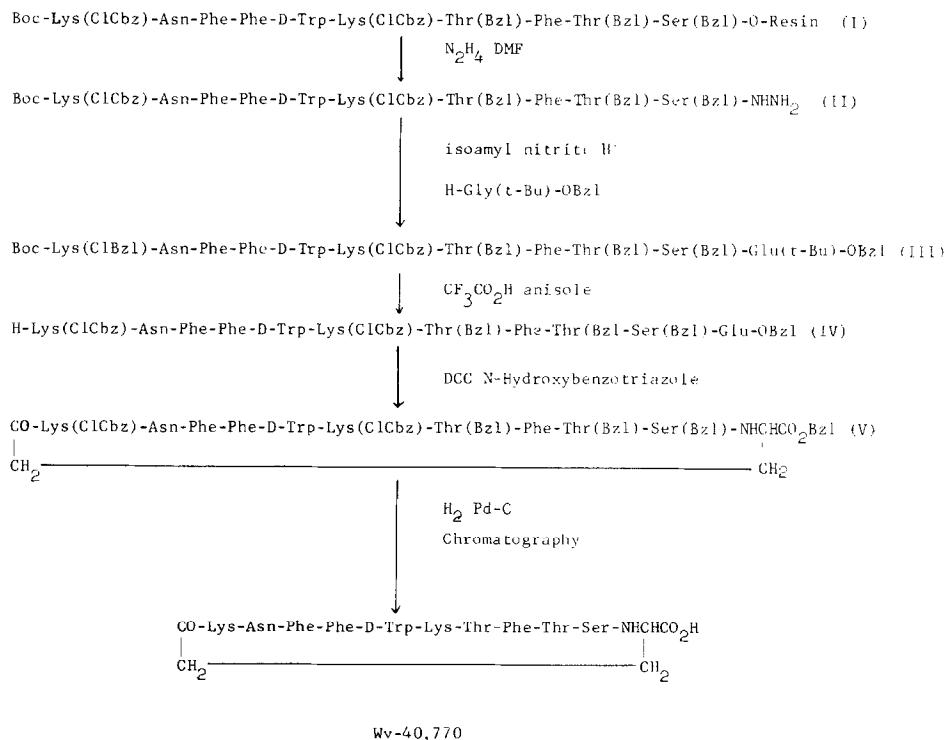 Boc-Lys(ClCbz)-Asn-Phe-Phe-D-Trp-Lys(ClCbz)-Thr(Bzl)-Phe-Thr(Bzl)-Ser(Bzl)-O-Resin (I)
N2H4 DMF
Boc-Lys(ClCbz)-Asn-Phe-Phe-D-Trp-Lys(ClCbz)-Thr(Bzl)-Phe-Thr(Bzl)-Ser(Bzl)-NHNH2 (II)
isoamyl nitrite H+
H-Gly(t-Bu)-OBzl
Boc-Lys(ClBzl)-Asn-Phe-Phe-D-Trp-Lys(ClCbz)-Thr(Bzl)-Phe-Thr(Bzl)-Ser(Bzl)-Glu(t-Bu)-OBzl (III)
CF3CO2H anisole
H-Lys(ClCbz)-Asn-Phe-Phe-D-Trp-Lys(ClCbz)-Thr(Bzl)-Phe-Thr(Bzl-Ser(Bzl)-Glu-OBzl (IV)
DCC N-Hydroxybenzotriazole
CO-Lys(ClCbz)-Asn-Phe-Phe-D-Trp-Lys(ClCbz)-Thr(Bzl)-Phe-Thr(Bzl)-Ser(Bzl)-NHCHCO2Bzl (V)
CH2 CH2
H2 Pd-C
Chromatography
CO-Lys-Asn-Phe-Phe-D-Trp-Lys-Thr-Phe-Thr-Ser-NHCHCO2H
CH2 CH2
Wy-40,770